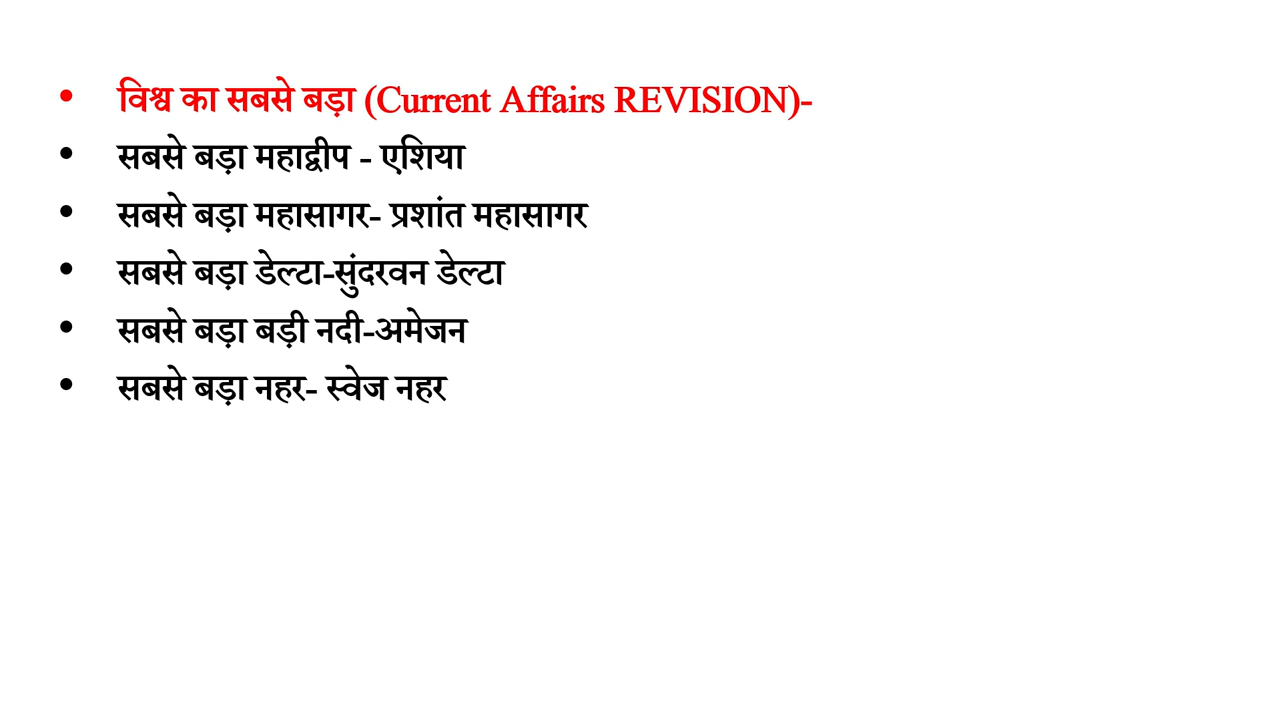 • विश्व का सबसे बड़ा (Current Affairs REVISION)-
• सबसे बड़ा महाद्वीप - एशिया
• सबसे बड़ा महासागर- प्रशांत महासागर
• सबसे बड़ा डेल्टा-सुंदरवन डेल्टा
• सबसे बड़ा बड़ी नदी-अमेजन
• सबसे बड़ा नहर- स्वेज नहर